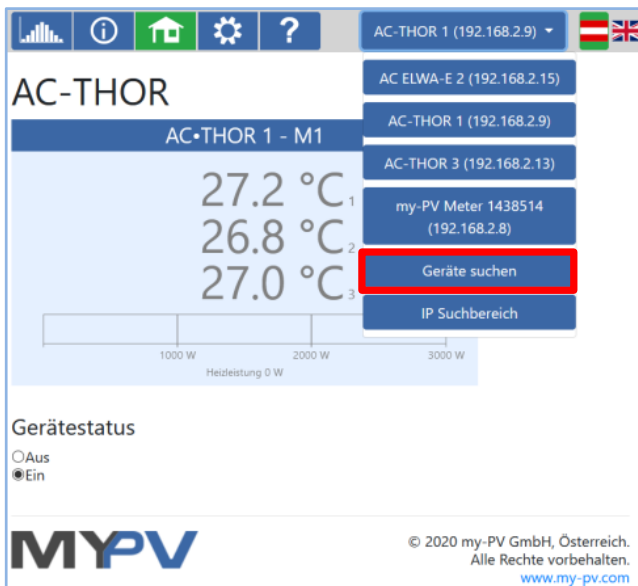 AC-THOR 1 (192.168.2.9)
AC-THOR
AC ELWA-E 2 (192.168.2.15)
AC-THOR 1 (192.168.2.9)
AC-THOR 3 (192.168.2.13)
my-PV Meter 1438514
(192.168.2.8)
Geräte suchen
IP Suchbereich
AC•THOR 1 - M1
27.2 °C 1
26.8 °C 2
27.0 °C 3
1000 W 2000 W 3000 W
Heizleistung 0 W
Gerätestatus
Aus
Ein
MYPV
© 2020 my-PV GmbH, Österreich.
Alle Rechte vorbehalten.
www.my-pv.com